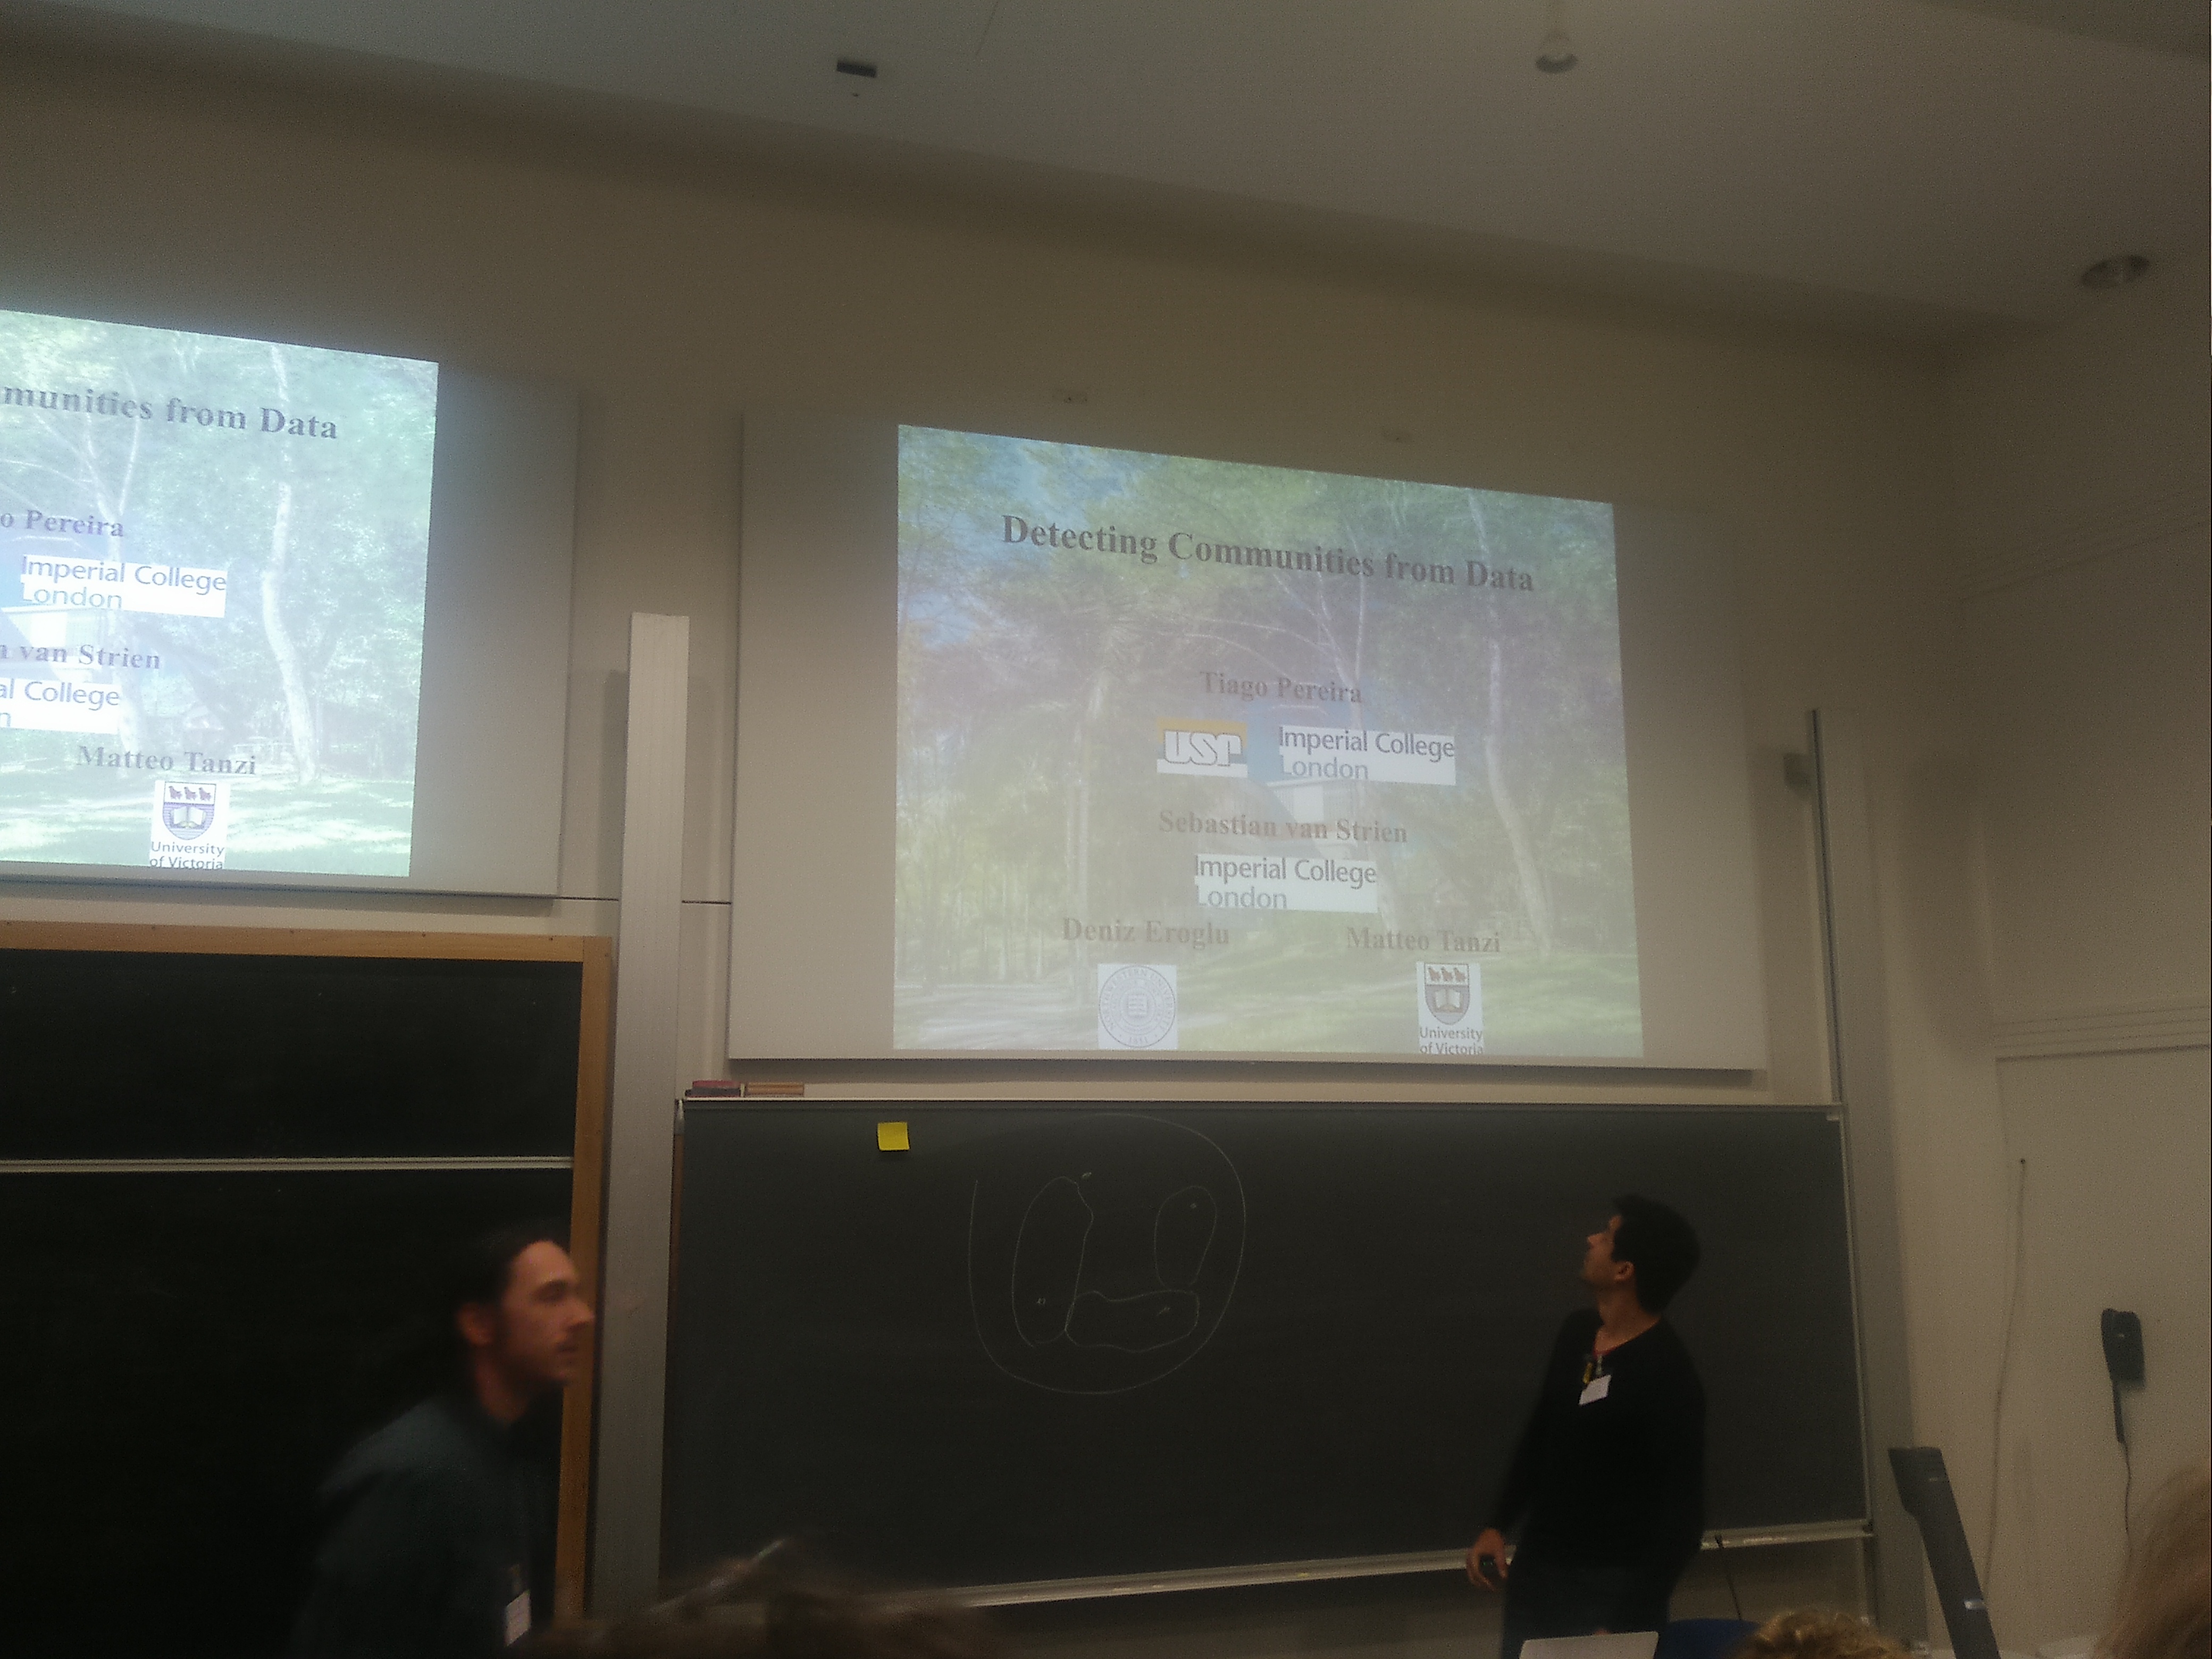 munities from Data
o Pereira
Imperial College
London
n van Strien
al College
n
Matteo Tanzi
University
of Victoria
Detecting Communities from Data
Tiago Pereira
USP
Imperial College
London
Sebastian van Strien
Imperial College
London
Deniz Eroglu
Matteo Tanzi
University
of Victoria